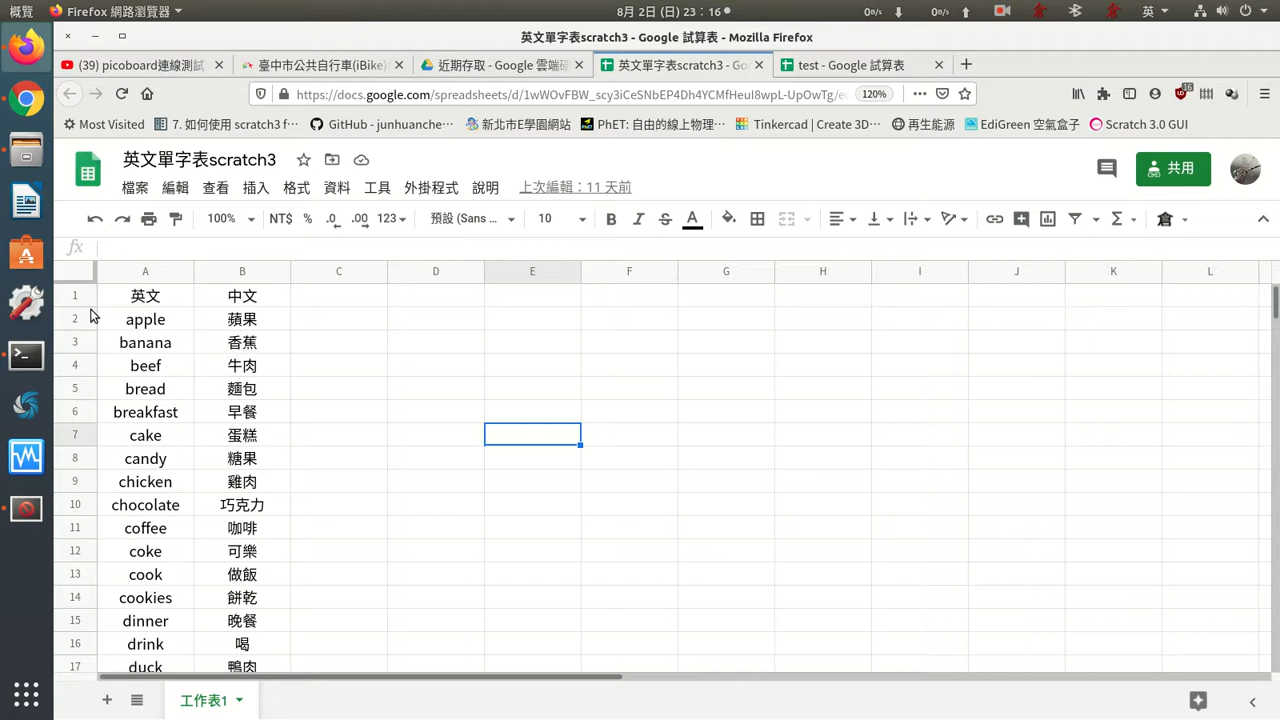 概覽 Firefox 網路瀏覽器 8月 2日 (日) 23：16 0B/s 0B/s 英
英文單字表scratch3 - Google 試算表 - Mozilla Firefox
(39) picoboard連線測試 臺中市公共自行車(iBike) 近期存取 - Google 雲端硬 英文單字表scratch3 - Go test - Google 試算表
https://docs.google.com/spreadsheets/d/1wWOvFBW_scy3iCeSNbEP4Dh4YCMfHeuI8wpL-UpOwTg/ed 120% 16
Most Visited 7. 如何使用 scratch3 f… GitHub - junhuanche… 新北市E學園網站 PhET: 自由的線上物理… Tinkercad | Create 3D… 再生能源 EdiGreen 空氣盒子 Scratch 3.0 GUI
英文單字表scratch3
共用
檔案 編輯 查看 插入 格式 資料 工具 外掛程式 說明 上次編輯：11 天前
100% NT$ % .0 .00 123 預設 (Sans ... 10 B I S A Σ 倉
fx
A B C D E F G H I J K L
1 英文 中文
2 apple 蘋果
3 banana 香蕉
4 beef 牛肉
5 bread 麵包
6 breakfast 早餐
7 cake 蛋糕
8 candy 糖果
9 chicken 雞肉
10 chocolate 巧克力
11 coffee 咖啡
12 coke 可樂
13 cook 做飯
14 cookies 餅乾
15 dinner 晚餐
16 drink 喝
17 duck 鴨肉
工作表1